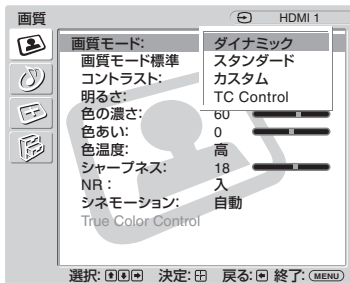 画質
HDMI 1
画質モード:
ダイナミック
画質モード標準
スタンダード
コントラスト:
カスタム
明るさ:
TC Control
色の濃さ: 60
色あい: 0
色温度: 高
シャープネス: 18
NR : 入
シネモーション: 自動
True Color Control
選択: 決定: 戻る: 終了: MENU